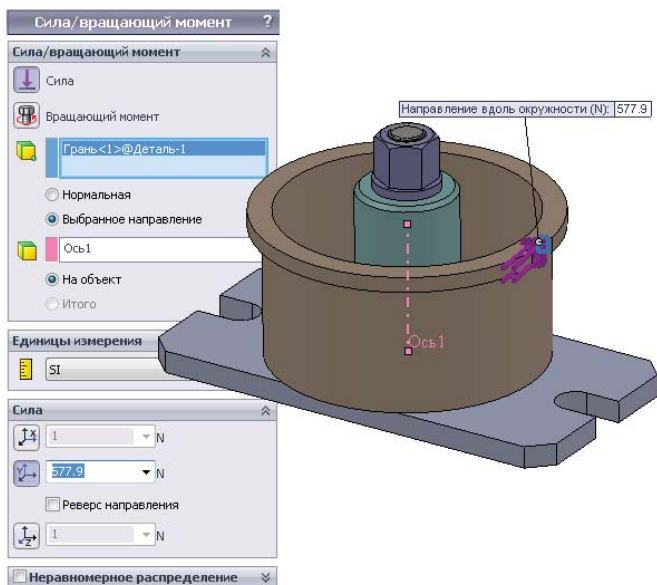 Сила/вращающий момент ?
Сила/вращающий момент
Сила
Вращающий момент
Грань<1>@Деталь-1
Нормальная
Выбранное направление
Ось1
На объект
Итого
Единицы измерения
SI
Сила
1 N
577.9 N
Реверс направления
1 N
Неравномерное распределение
Направление вдоль окружности (N): 577.9
Ось1